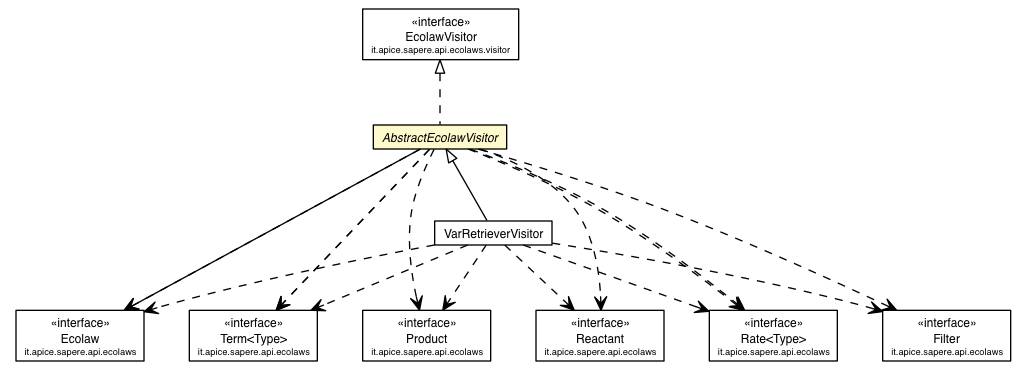 «interface»
EcolawVisitor
it.apice.sapere.api.ecolaws.visitor
AbstractEcolawVisitor
VarRetrieverVisitor
«interface»
Ecolaw
it.apice.sapere.api.ecolaws
«interface»
Term<Type>
it.apice.sapere.api.ecolaws
«interface»
Product
it.apice.sapere.api.ecolaws
«interface»
Reactant
it.apice.sapere.api.ecolaws
«interface»
Rate<Type>
it.apice.sapere.api.ecolaws
«interface»
Filter
it.apice.sapere.api.ecolaws